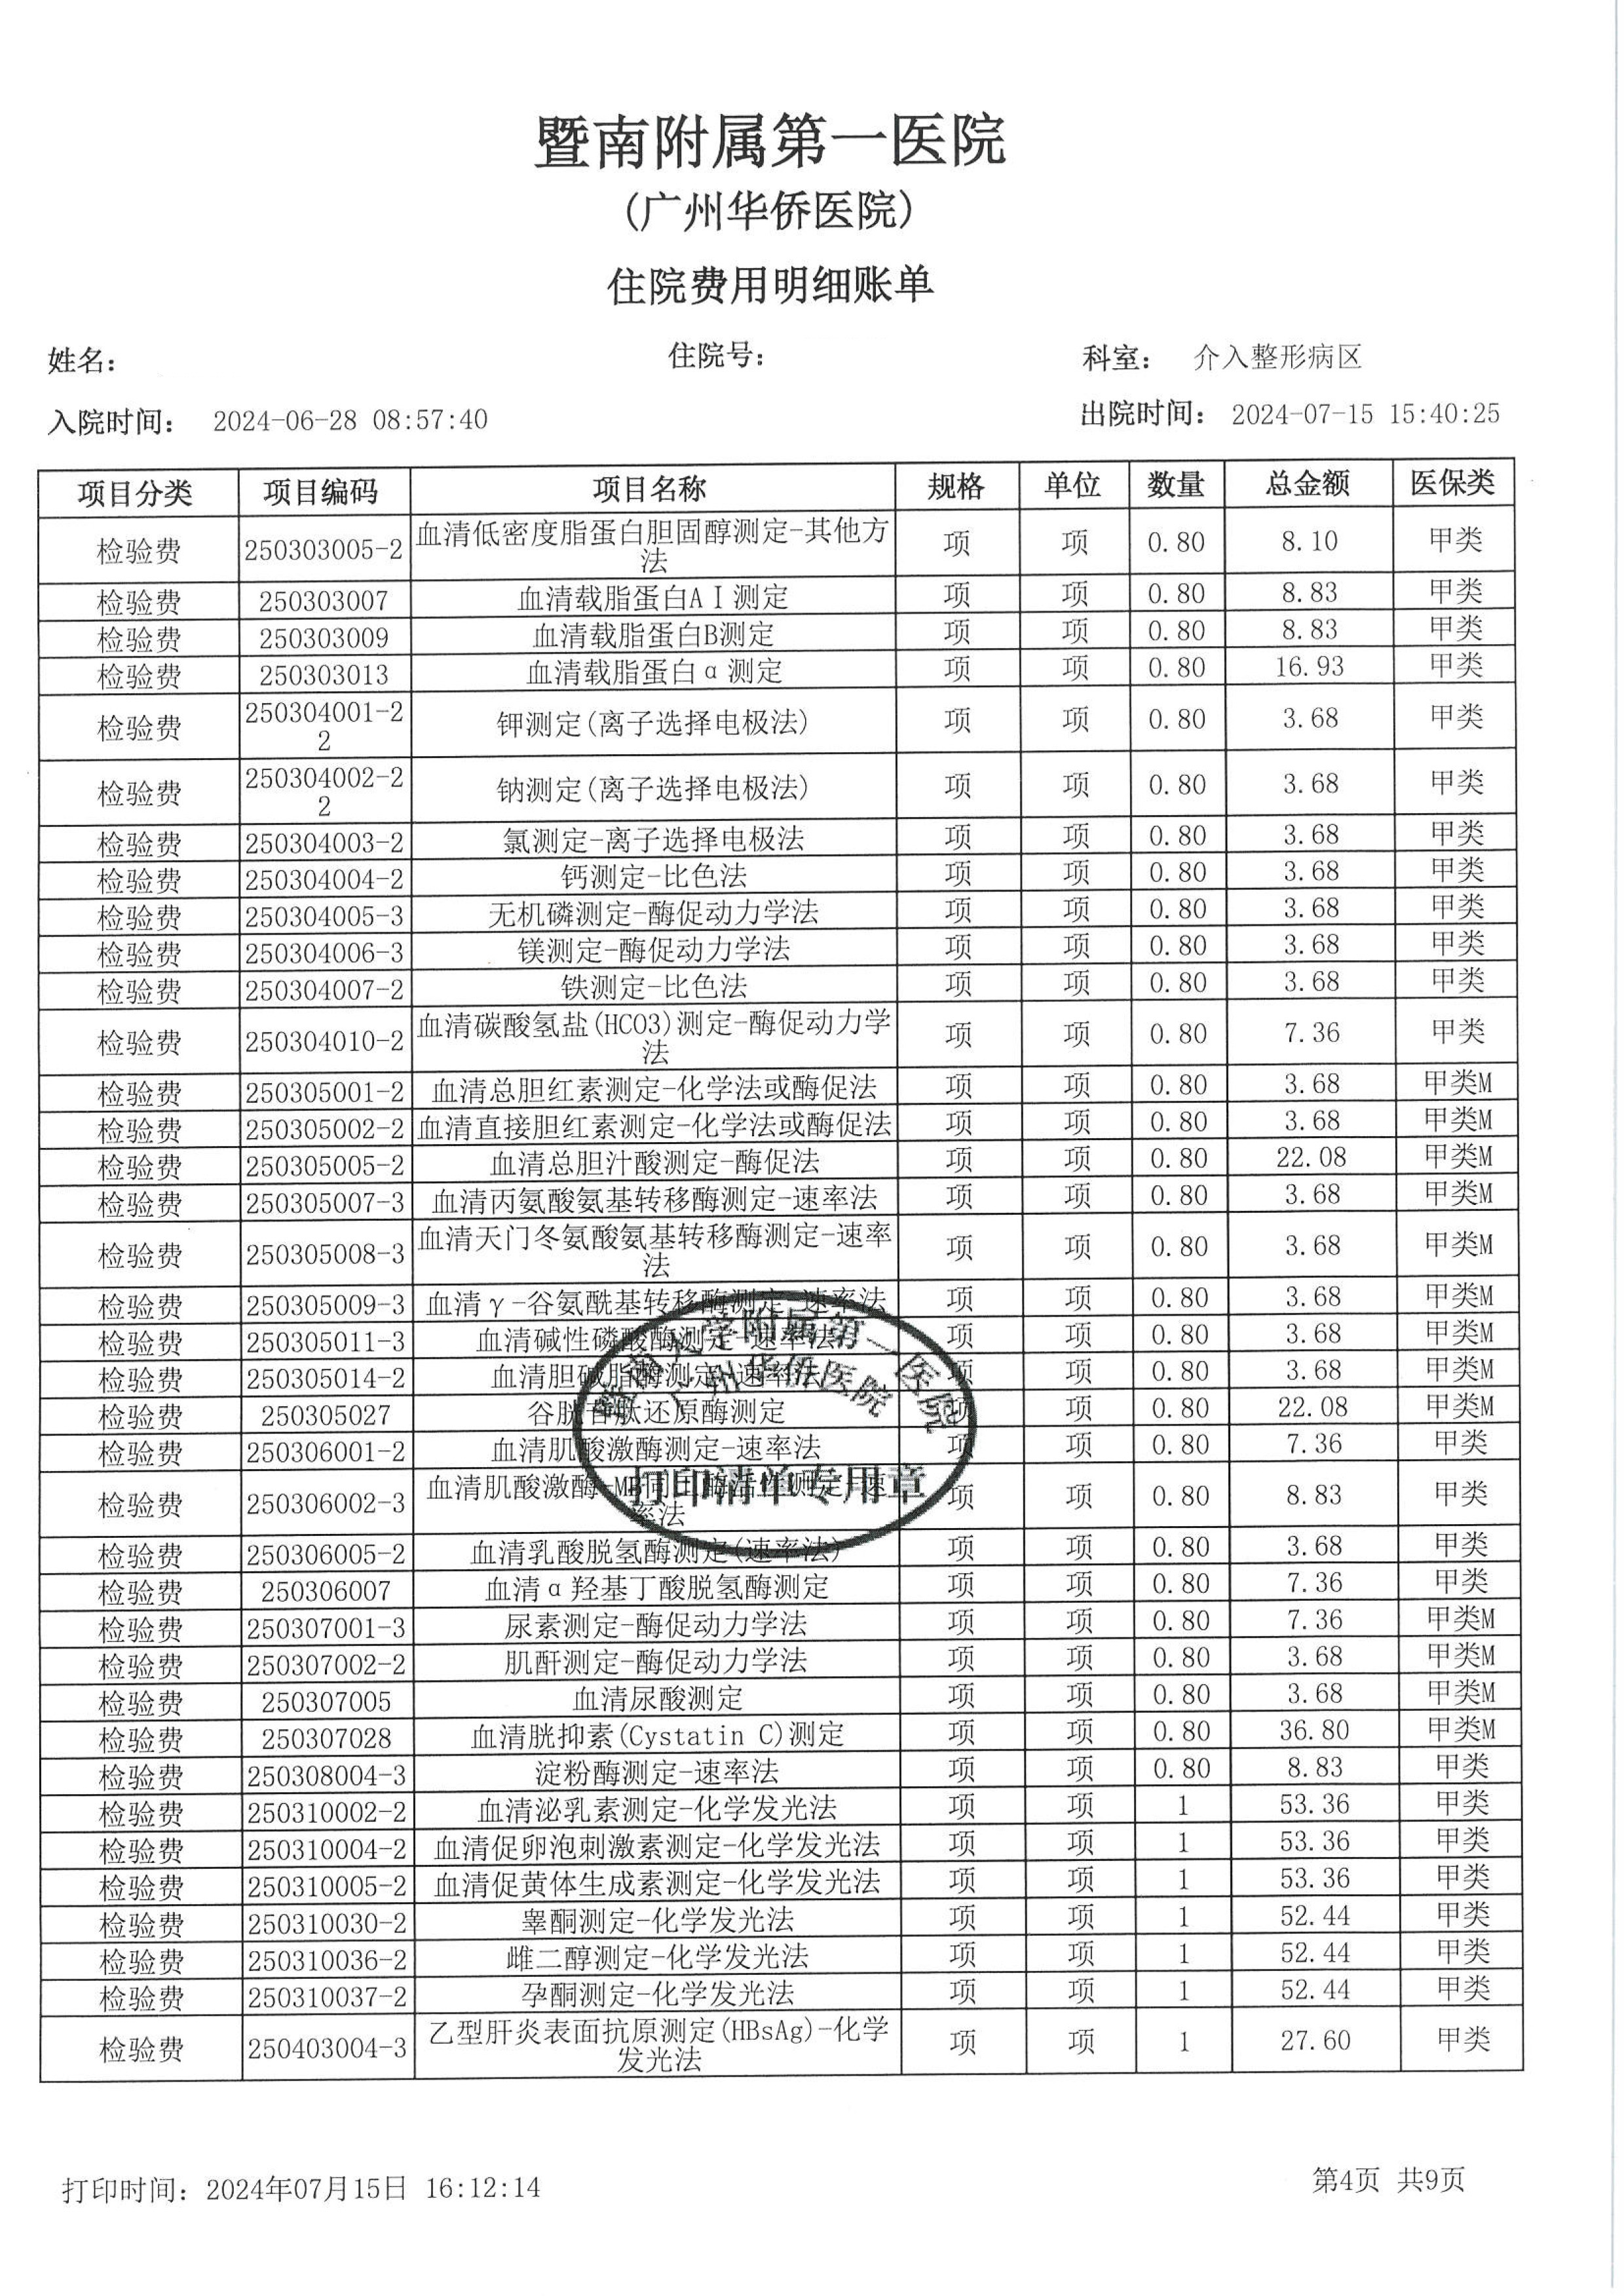 暨南附属第一医院
(广州华侨医院)
住院费用明细账单
姓名: 住院号: 科室: 介入整形病区
入院时间: 2024-06-28 08:57:40 出院时间: 2024-07-15 15:40:25
项目分类 项目编码 项目名称 规格 单位 数量 总金额 医保类
检验费 250303005-2 血清低密度脂蛋白胆固醇测定-其他方法 项 项 0.80 8.10 甲类
检验费 250303007 血清载脂蛋白AⅠ测定 项 项 0.80 8.83 甲类
检验费 250303009 血清载脂蛋白B测定 项 项 0.80 8.83 甲类
检验费 250303013 血清载脂蛋白α测定 项 项 0.80 16.93 甲类
检验费 250304001-22 钾测定(离子选择电极法) 项 项 0.80 3.68 甲类
检验费 250304002-22 钠测定(离子选择电极法) 项 项 0.80 3.68 甲类
检验费 250304003-2 氯测定-离子选择电极法 项 项 0.80 3.68 甲类
检验费 250304004-2 钙测定-比色法 项 项 0.80 3.68 甲类
检验费 250304005-3 无机磷测定-酶促动力学法 项 项 0.80 3.68 甲类
检验费 250304006-3 镁测定-酶促动力学法 项 项 0.80 3.68 甲类
检验费 250304007-2 铁测定-比色法 项 项 0.80 3.68 甲类
检验费 250304010-2 血清碳酸氢盐(HCO3)测定-酶促动力学法 项 项 0.80 7.36 甲类
检验费 250305001-2 血清总胆红素测定-化学法或酶促法 项 项 0.80 3.68 甲类M
检验费 250305002-2 血清直接胆红素测定-化学法或酶促法 项 项 0.80 3.68 甲类M
检验费 250305005-2 血清总胆汁酸测定-酶促法 项 项 0.80 22.08 甲类M
检验费 250305007-3 血清丙氨酸氨基转移酶测定-速率法 项 项 0.80 3.68 甲类M
检验费 250305008-3 血清天门冬氨酸氨基转移酶测定-速率法 项 项 0.80 3.68 甲类M
检验费 250305009-3 血清γ-谷氨酰基转移酶测定-速率法 项 项 0.80 3.68 甲类M
检验费 250305011-3 血清碱性磷酸酶测定-速率法 项 项 0.80 3.68 甲类M
检验费 250305014-2 血清胆碱脂酶测定-速率法 项 项 0.80 3.68 甲类M
检验费 250305027 谷胱甘肽还原酶测定 项 项 0.80 22.08 甲类M
检验费 250306001-2 血清肌酸激酶测定-速率法 项 项 0.80 7.36 甲类
检验费 250306002-3 血清肌酸激酶-MB同工酶活性测定-速率法 项 项 0.80 8.83 甲类
检验费 250306005-2 血清乳酸脱氢酶测定(速率法) 项 项 0.80 3.68 甲类
检验费 250306007 血清α羟基丁酸脱氢酶测定 项 项 0.80 7.36 甲类
检验费 250307001-3 尿素测定-酶促动力学法 项 项 0.80 7.36 甲类M
检验费 250307002-2 肌酐测定-酶促动力学法 项 项 0.80 3.68 甲类M
检验费 250307005 血清尿酸测定 项 项 0.80 3.68 甲类M
检验费 250307028 血清胱抑素(Cystatin C)测定 项 项 0.80 36.80 甲类M
检验费 250308004-3 淀粉酶测定-速率法 项 项 0.80 8.83 甲类
检验费 250310002-2 血清泌乳素测定-化学发光法 项 项 1 53.36 甲类
检验费 250310004-2 血清促卵泡刺激素测定-化学发光法 项 项 1 53.36 甲类
检验费 250310005-2 血清促黄体生成素测定-化学发光法 项 项 1 53.36 甲类
检验费 250310030-2 睾酮测定-化学发光法 项 项 1 52.44 甲类
检验费 250310036-2 雌二醇测定-化学发光法 项 项 1 52.44 甲类
检验费 250310037-2 孕酮测定-化学发光法 项 项 1 52.44 甲类
检验费 250403004-3 乙型肝炎表面抗原测定(HBsAg)-化学发光法 项 项 1 27.60 甲类
暨南大学附属第一医院
广州华侨医院
打印清单专用章
打印时间: 2024年07月15日 16:12:14 第4页 共9页